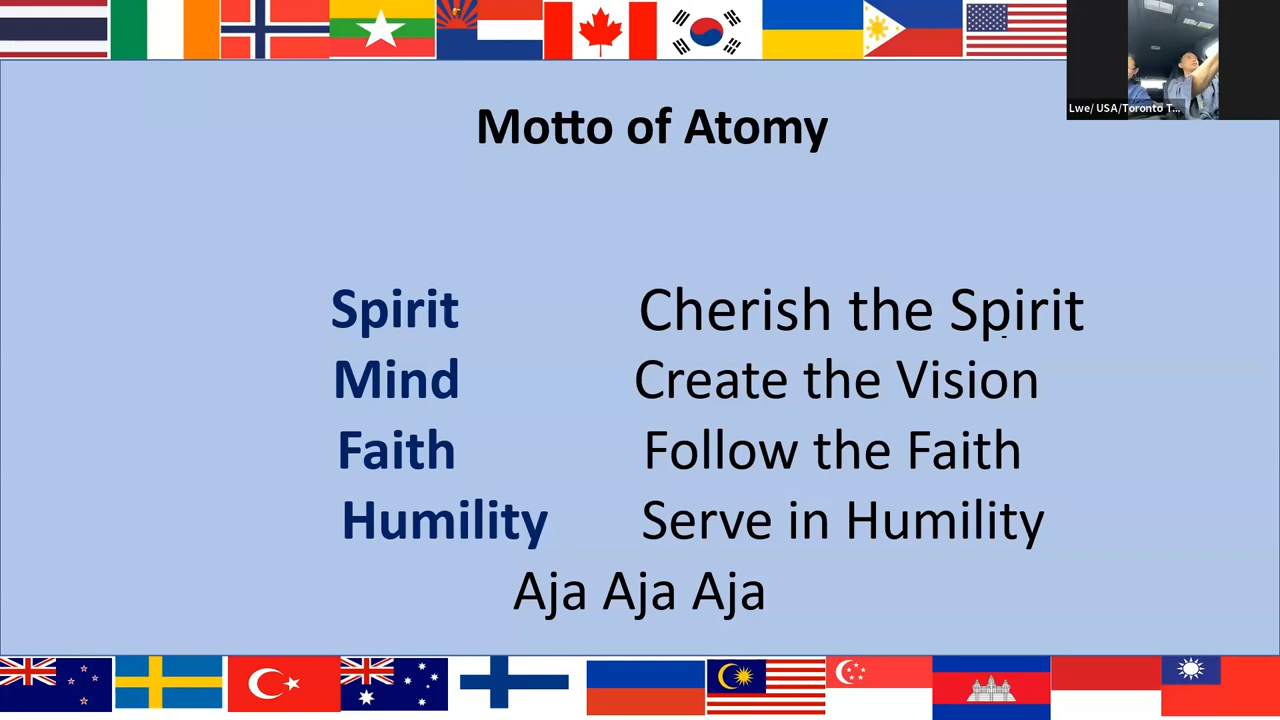 Motto of Atomy
Lwe/ USA/Toronto T...
Spirit Cherish the Spirit
Mind Create the Vision
Faith Follow the Faith
Humility Serve in Humility
Aja Aja Aja